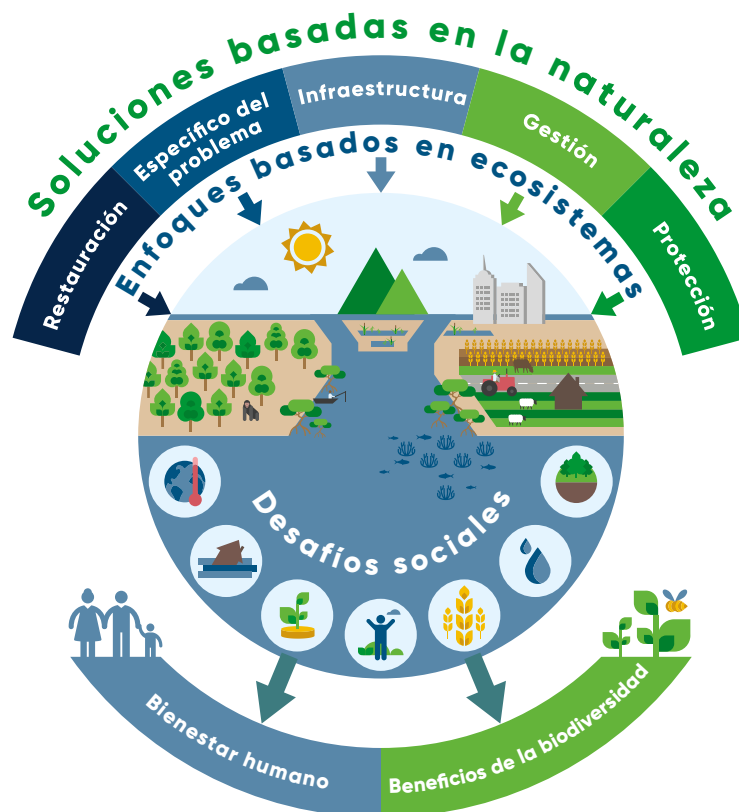 Soluciones basadas en la naturaleza
Restauración
Específico del
problema
Infraestructura
Gestión
Protección
Enfoques basados en ecosistemas
Desafíos sociales
Bienestar humano
Beneficios de la biodiversidad